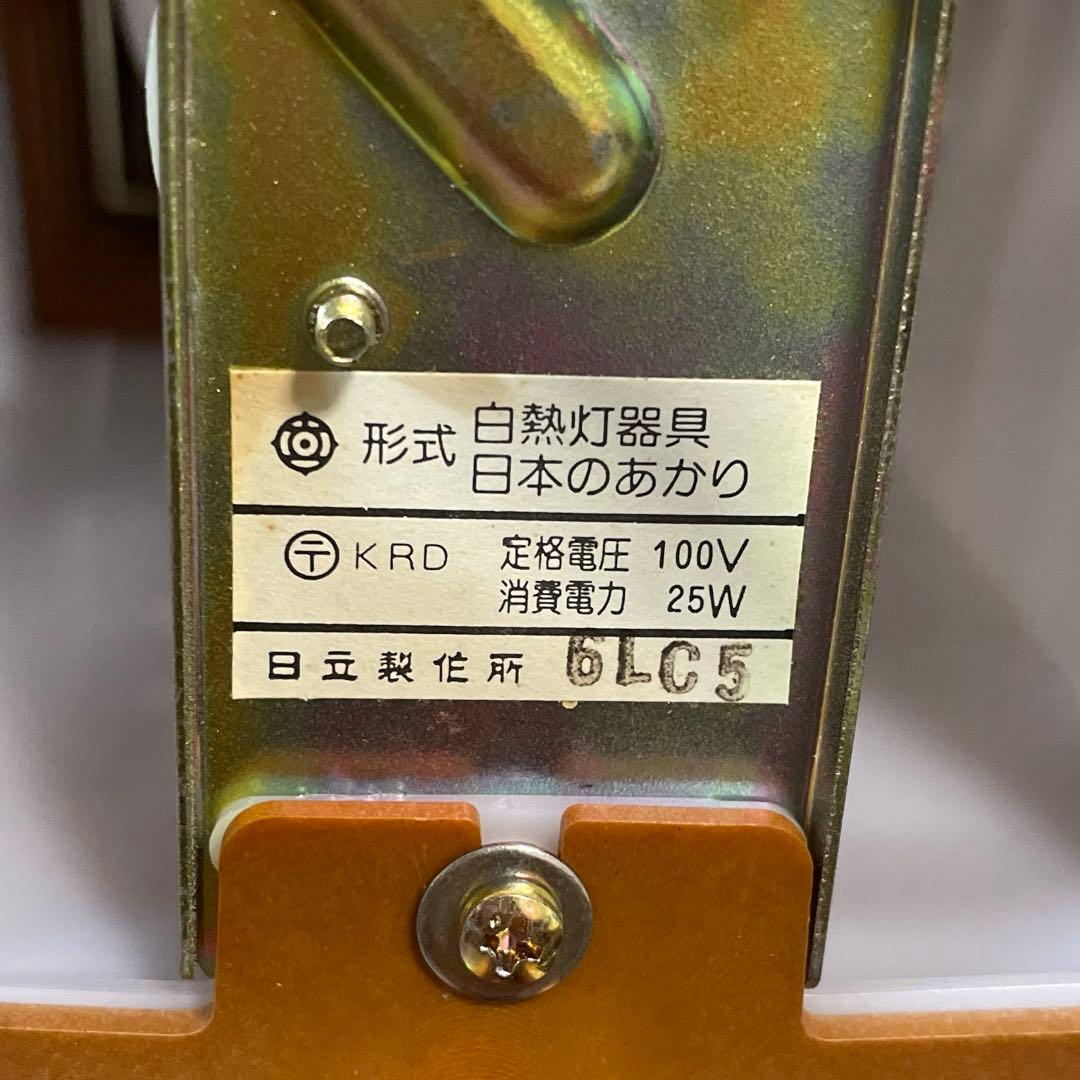 形式 白熱灯器具
日本のあかり
〒 KRD 定格電圧 100V
消費電力 25W
日立製作所 6LC5